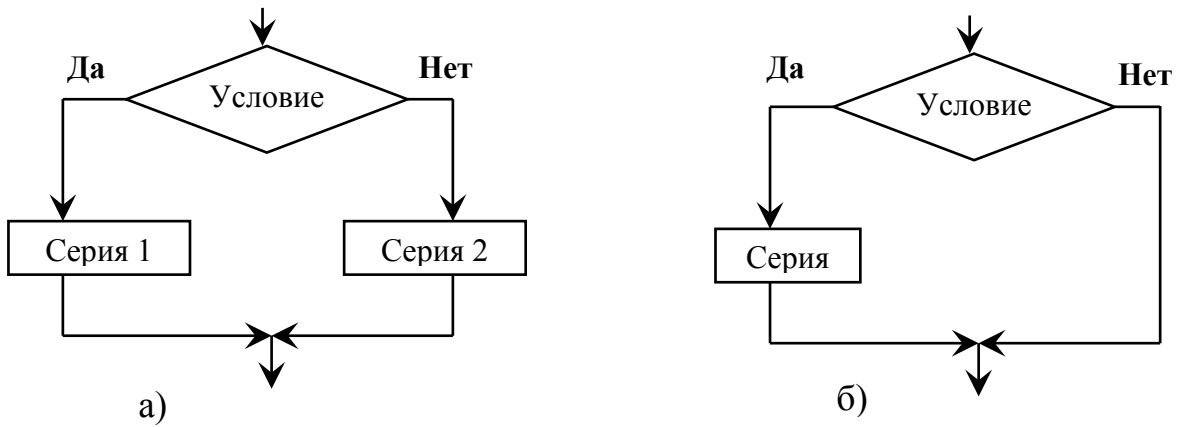 Да
Нет
Условие
Серия 1
Серия 2
а)
Да
Нет
Условие
Серия
б)